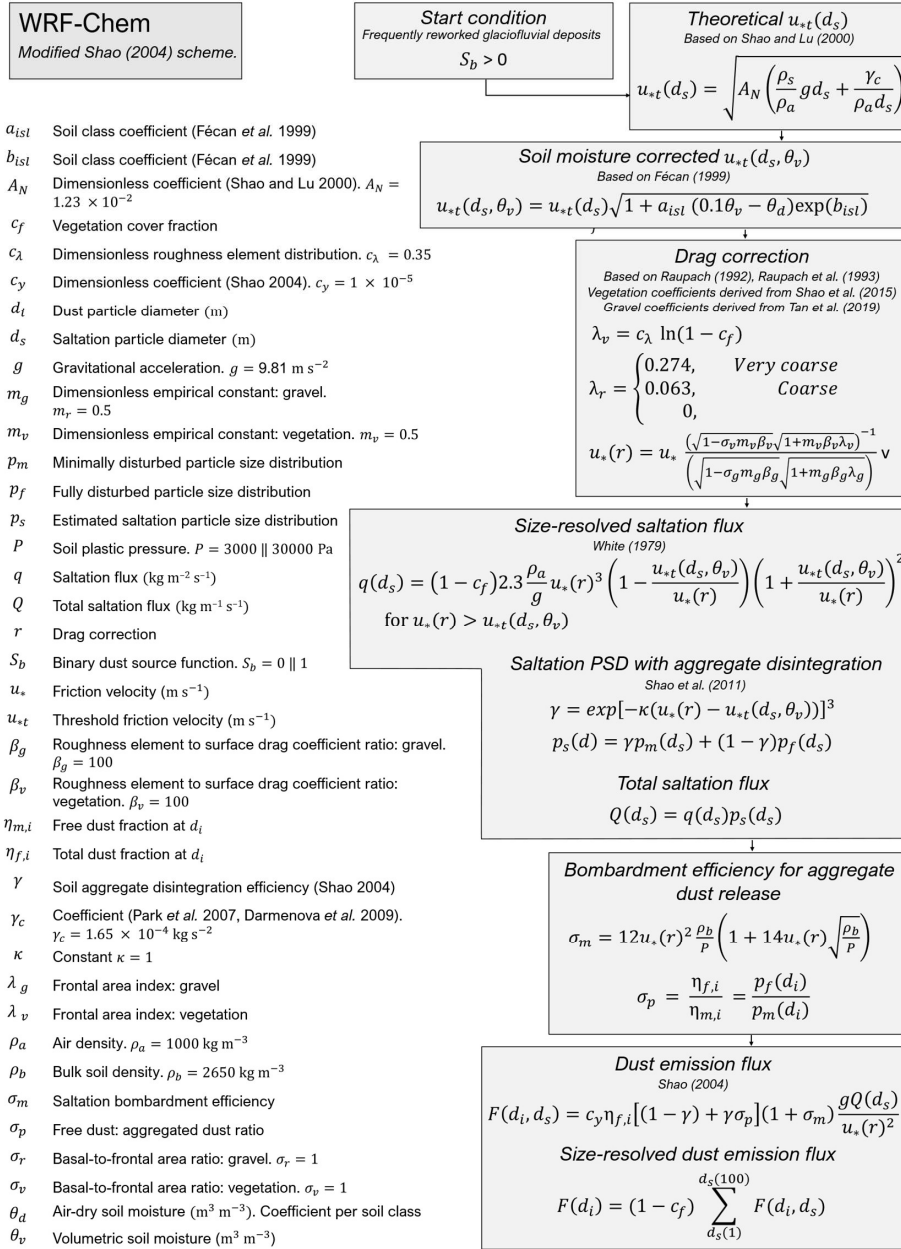 WRF-Chem
Modified Shao (2004) scheme.
a_{isl} Soil class coefficient (Fécan et al. 1999)
b_{isl} Soil class coefficient (Fécan et al. 1999)
A_N Dimensionless coefficient (Shao and Lu 2000). A_N =
1.23 × 10^{-2}
c_f Vegetation cover fraction
c_λ Dimensionless roughness element distribution. c_λ = 0.35
c_y Dimensionless coefficient (Shao 2004). c_y = 1 × 10^{-5}
d_i Dust particle diameter (m)
d_s Saltation particle diameter (m)
g Gravitational acceleration. g = 9.81 m s^{-2}
m_g Dimensionless empirical constant: gravel.
m_r = 0.5
m_v Dimensionless empirical constant: vegetation. m_v = 0.5
p_m Minimally disturbed particle size distribution
p_f Fully disturbed particle size distribution
p_s Estimated saltation particle size distribution
P Soil plastic pressure. P = 3000 || 30000 Pa
q Saltation flux (kg m⁻² s⁻¹)
Q Total saltation flux (kg m⁻¹ s⁻¹)
r Drag correction
S_b Binary dust source function. S_b = 0 || 1
u_* Friction velocity (m s^{-1})
u_{*t} Threshold friction velocity (m s^{-1})
β_g Roughness element to surface drag coefficient ratio: gravel.
β_g = 100
β_v Roughness element to surface drag coefficient ratio:
vegetation. β_v = 100
η_{m,i} Free dust fraction at d_i
η_{f,i} Total dust fraction at d_i
γ Soil aggregate disintegration efficiency (Shao 2004)
γ_c Coefficient (Park et al. 2007, Darmenova et al. 2009).
γ_c = 1.65 × 10^{-4} kg s^{-2}
κ Constant κ = 1
λ_g Frontal area index: gravel
λ_v Frontal area index: vegetation
ρ_a Air density. ρ_a = 1000 kg m^{-3}
ρ_b Bulk soil density. ρ_b = 2650 kg m^{-3}
σ_m Saltation bombardment efficiency
σ_p Free dust: aggregated dust ratio
σ_r Basal-to-frontal area ratio: gravel. σ_r = 1
σ_v Basal-to-frontal area ratio: vegetation. σ_v = 1
θ_d Air-dry soil moisture (m³ m^{-3}). Coefficient per soil class
θ_v Volumetric soil moisture (m³ m^{-3})
Start condition
Frequently reworked glaciofluvial deposits
S_b > 0
Theoretical u_{*t}(d_s)
Based on Shao and Lu (2000)
u_{*t}(d_s) = √(A_N (ρ_s/ρ_a g d_s + γ_c/(ρ_a d_s)))
Soil moisture corrected u_{*t}(d_s, θ_v)
Based on Fécan (1999)
u_{*t}(d_s, θ_v) = u_{*t}(d_s)√(1 + a_{isl} (0.1θ_v − θ_d)exp(b_{isl}))
Drag correction
Based on Raupach (1992), Raupach et al. (1993)
Vegetation coefficients derived from Shao et al. (2015)
Gravel coefficients derived from Tan et al. (2019)
λ_v = c_λ ln(1 − c_f)
λ_r = { 0.274, Very coarse
0.063, Coarse
0,
u_*(r) = u_* (√(1−σ_v m_v β_v)√(1+m_v β_v λ_v))^{-1} / (√(1−σ_g m_g β_g)√(1+m_g β_g λ_g)) v
Size-resolved saltation flux
White (1979)
q(d_s) = (1 − c_f)2.3 ρ_a/g u_*(r)³ (1 − u_{*t}(d_s, θ_v)/u_*(r)) (1 + u_{*t}(d_s, θ_v)/u_*(r))²
for u_*(r) > u_{*t}(d_s, θ_v)
Saltation PSD with aggregate disintegration
Shao et al. (2011)
γ = exp[−κ(u_*(r) − u_{*t}(d_s, θ_v))]³
p_s(d) = γp_m(d_s) + (1 − γ)p_f(d_s)
Total saltation flux
Q(d_s) = q(d_s)p_s(d_s)
Bombardment efficiency for aggregate
dust release
σ_m = 12u_*(r)² ρ_b/P (1 + 14u_*(r)√(ρ_b/P))
σ_p = η_{f,i}/η_{m,i} = p_f(d_i)/p_m(d_i)
Dust emission flux
Shao (2004)
F(d_i, d_s) = c_y η_{f,i}[(1 − γ) + γσ_p](1 + σ_m) gQ(d_s)/u_*(r)²
Size-resolved dust emission flux
F(d_i) = (1 − c_f) ∑_{d_s(1)}^{d_s(100)} F(d_i, d_s)